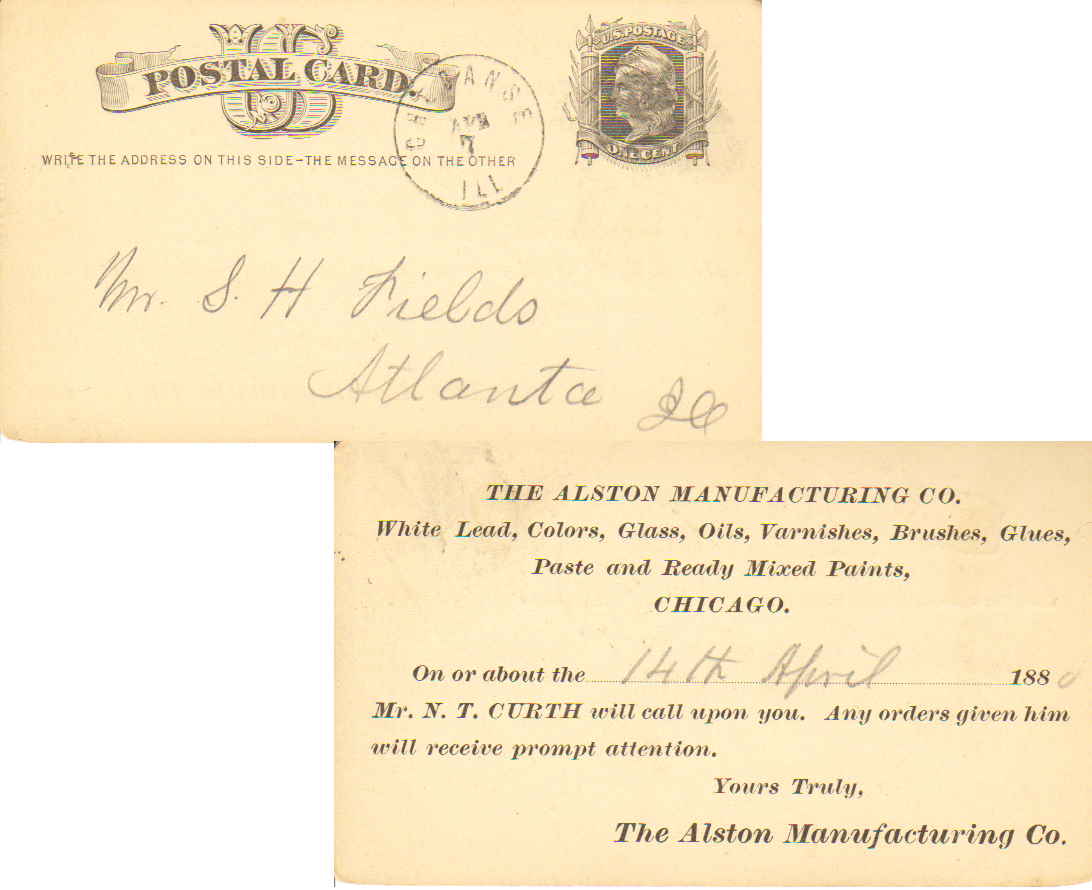 US
POSTAL CARD.
U.S. POSTAGE
ONE CENT
APR
7
ILL
WRITE THE ADDRESS ON THIS SIDE–THE MESSAGE ON THE OTHER
Mr. S. H Fields
Atlanta Ill
THE ALSTON MANUFACTURING CO.
White Lead, Colors, Glass, Oils, Varnishes, Brushes, Glues,
Paste and Ready Mixed Paints,
CHICAGO.
On or about the 14th April 1880
Mr. N. T. CURTH will call upon you. Any orders given him
will receive prompt attention.
Yours Truly,
The Alston Manufacturing Co.